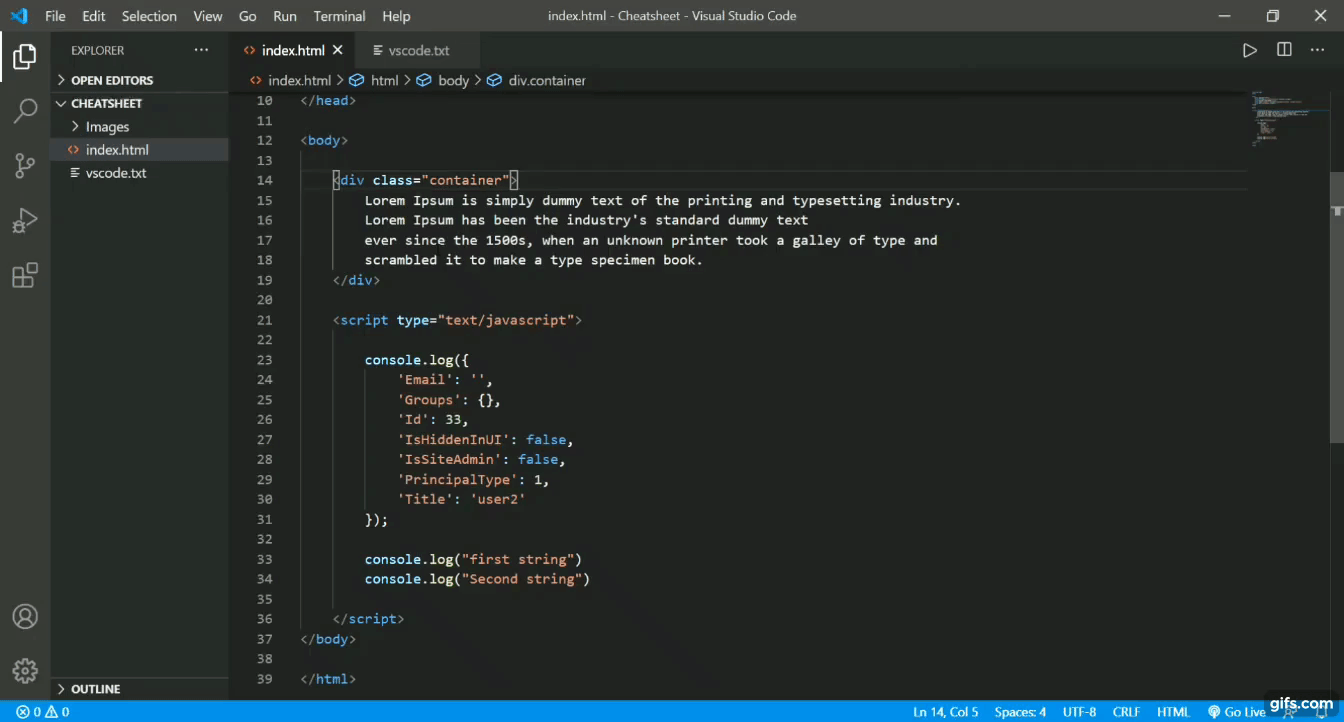 File Edit Selection View Go Run Terminal Help index.html - Cheatsheet - Visual Studio Code
EXPLORER ··· index.html vscode.txt
OPEN EDITORS
index.html > html > body > div.container
CHEATSHEET
Images
index.html
vscode.txt
10 </head>
11
12 <body>
13
14 <div class="container">
15 Lorem Ipsum is simply dummy text of the printing and typesetting industry.
16 Lorem Ipsum has been the industry's standard dummy text
17 ever since the 1500s, when an unknown printer took a galley of type and
18 scrambled it to make a type specimen book.
19 </div>
20
21 <script type="text/javascript">
22
23 console.log({
24 'Email': '',
25 'Groups': {},
26 'Id': 33,
27 'IsHiddenInUI': false,
28 'IsSiteAdmin': false,
29 'PrincipalType': 1,
30 'Title': 'user2'
31 });
32
33 console.log("first string")
34 console.log("Second string")
35
36 </script>
37 </body>
38
39 </html>
OUTLINE
0 0 Ln 14, Col 5 Spaces: 4 UTF-8 CRLF HTML Go Live
gifs.com